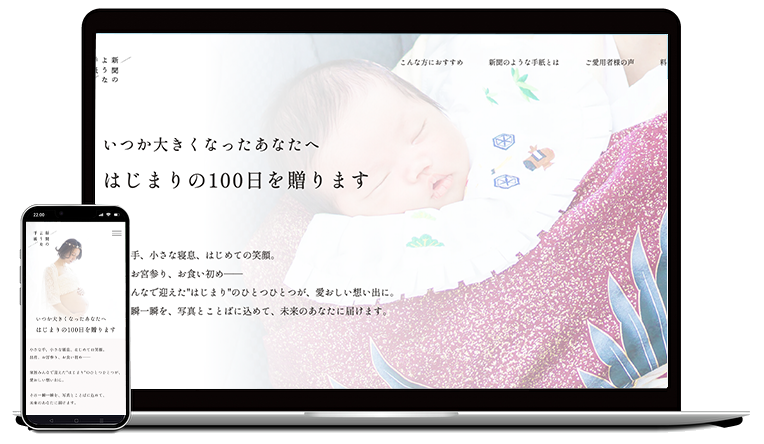 新聞の
ような
こんな方におすすめ
新聞のような手紙とは
ご愛用者様の声
料
いつか大きくなったあなたへ
はじまりの100日を贈ります
手、小さな寝息、はじめての笑顔。
お宮参り、お食い初め──
んなで迎えた"はじまり"のひとつひとつが、愛おしい想い出に。
瞬一瞬を、写真とことばに込めて、未来のあなたに届けます。
22:00
新聞の
ような
手紙
いつか大きくなったあなたへ
はじまりの100日を贈ります
小さな手、小さな寝息、はじめての笑顔。
お宮参り、お食い初め──
家族みんなで迎えた"はじまり"のひとつひとつが、
愛おしい想い出に。
その一瞬一瞬を、写真とことばに込めて、
未来のあなたに届けます。